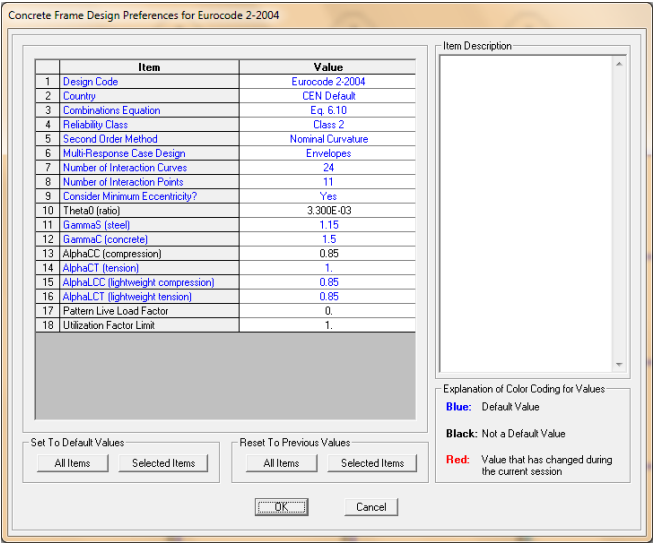 Concrete Frame Design Preferences for Eurocode 2-2004
Item Value
1 Design Code Eurocode 2-2004
2 Country CEN Default
3 Combinations Equation Eq. 6.10
4 Reliability Class Class 2
5 Second Order Method Nominal Curvature
6 Multi-Response Case Design Envelopes
7 Number of Interaction Curves 24
8 Number of Interaction Points 11
9 Consider Minimum Eccentricity? Yes
10 Theta0 (ratio) 3.300E-03
11 GammaS (steel) 1.15
12 GammaC (concrete) 1.5
13 AlphaCC (compression) 0.85
14 AlphaCT (tension) 1.
15 AlphaLCC (lightweight compression) 0.85
16 AlphaLCT (lightweight tension) 0.85
17 Pattern Live Load Factor 0.
18 Utilization Factor Limit 1.
Set To Default Values
All Items Selected Items
Reset To Previous Values
All Items Selected Items
Item Description
Explanation of Color Coding for Values
Blue: Default Value
Black: Not a Default Value
Red: Value that has changed during
the current session
OK Cancel